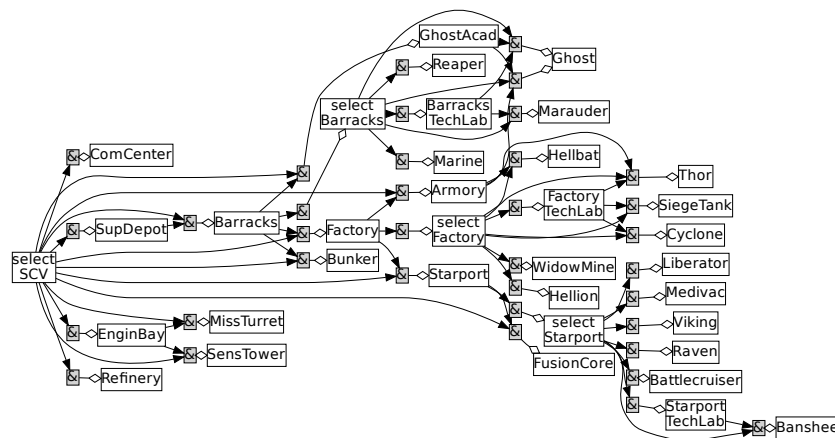 GhostAcad
&
Ghost
&
Reaper
&
select
Barracks
&
Barracks
TechLab
&
Marauder
&
ComCenter
&
Marine
&
Hellbat
&
&
Armory
&
Thor
&
SupDepot
&
Barracks
&
&
Factory
&
select
Factory
&
Factory
TechLab
&
SiegeTank
&
Cyclone
select
SCV
&
Bunker
&
Starport
&
WidowMine
&
Liberator
&
Hellion
&
Medivac
&
select
Starport
&
Viking
&
EnginBay
&
MissTurret
&
FusionCore
&
Raven
&
SensTower
&
Refinery
&
Battlecruiser
&
Starport
TechLab
&
Banshee